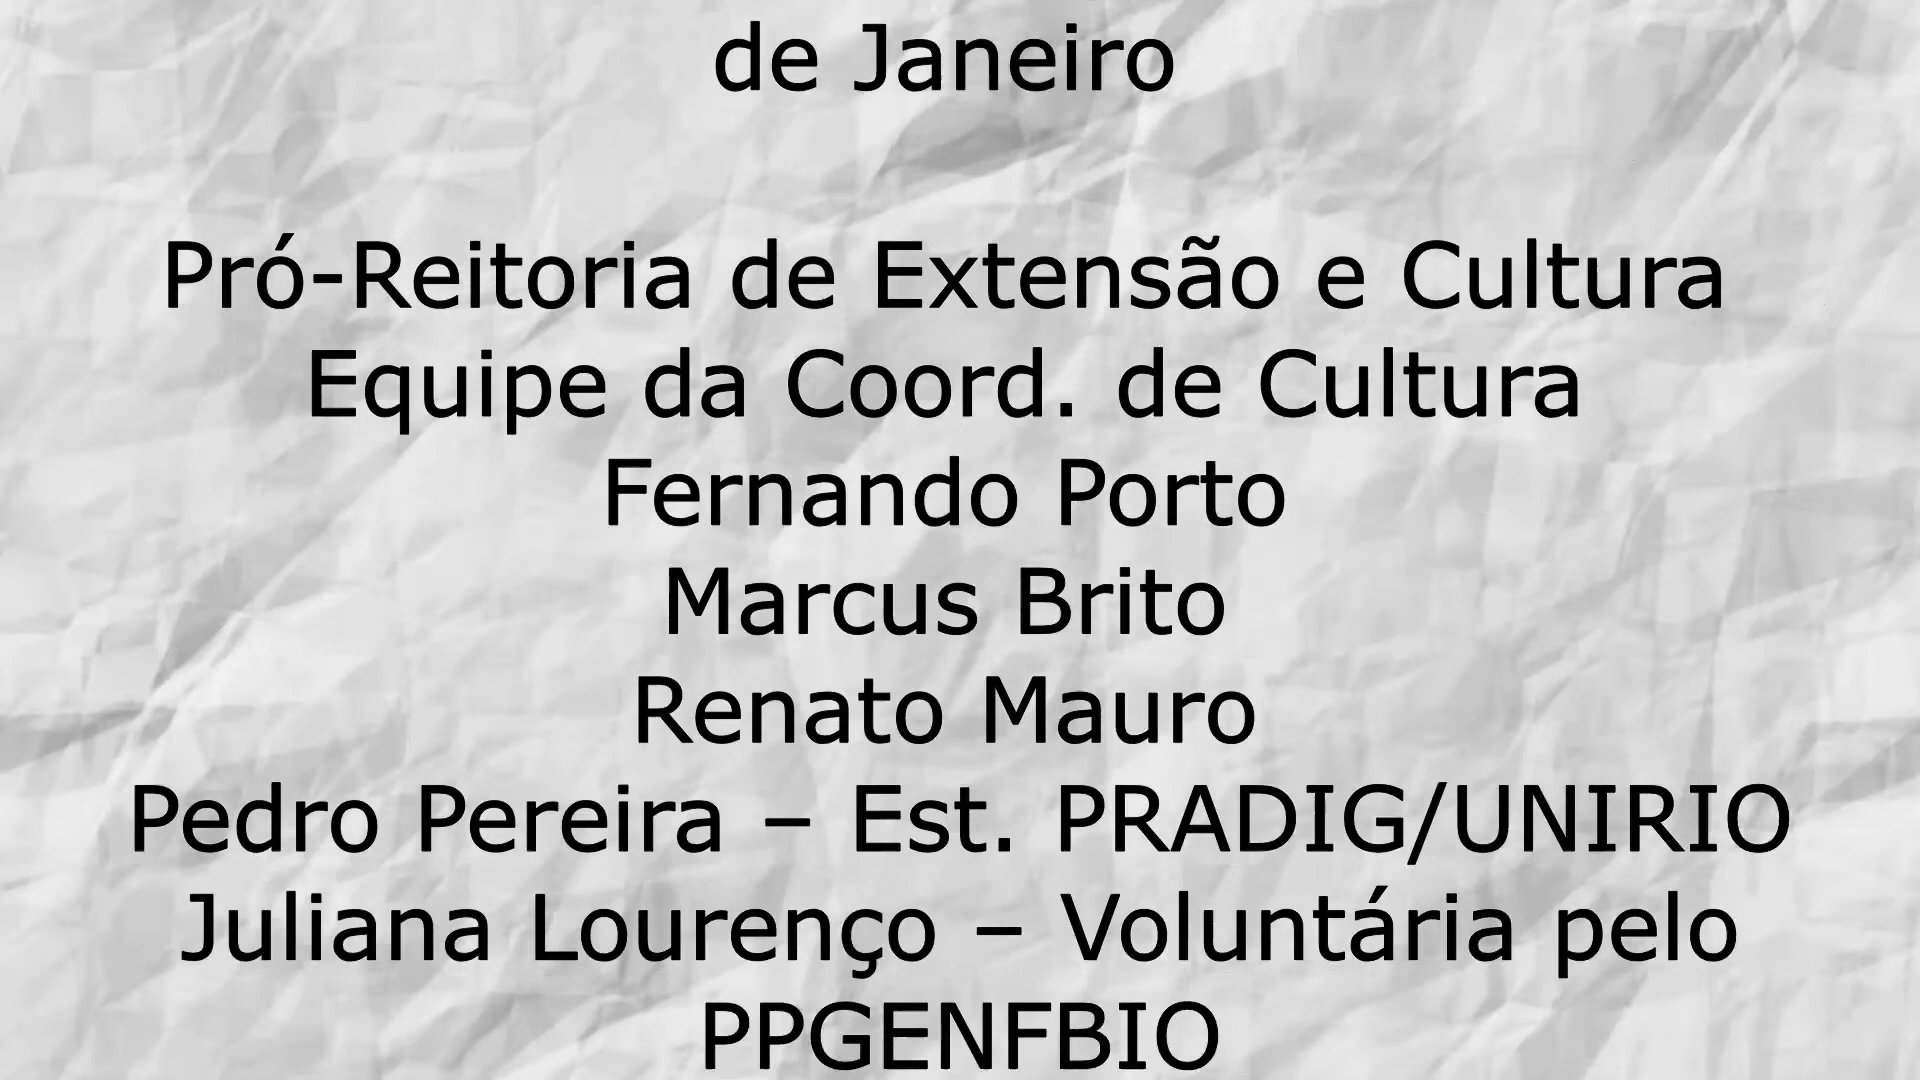 de Janeiro
Pró-Reitoria de Extensão e Cultura
Equipe da Coord. de Cultura
Fernando Porto
Marcus Brito
Renato Mauro
Pedro Pereira – Est. PRADIG/UNIRIO
Juliana Lourenço – Voluntária pelo
PPGENFBIO